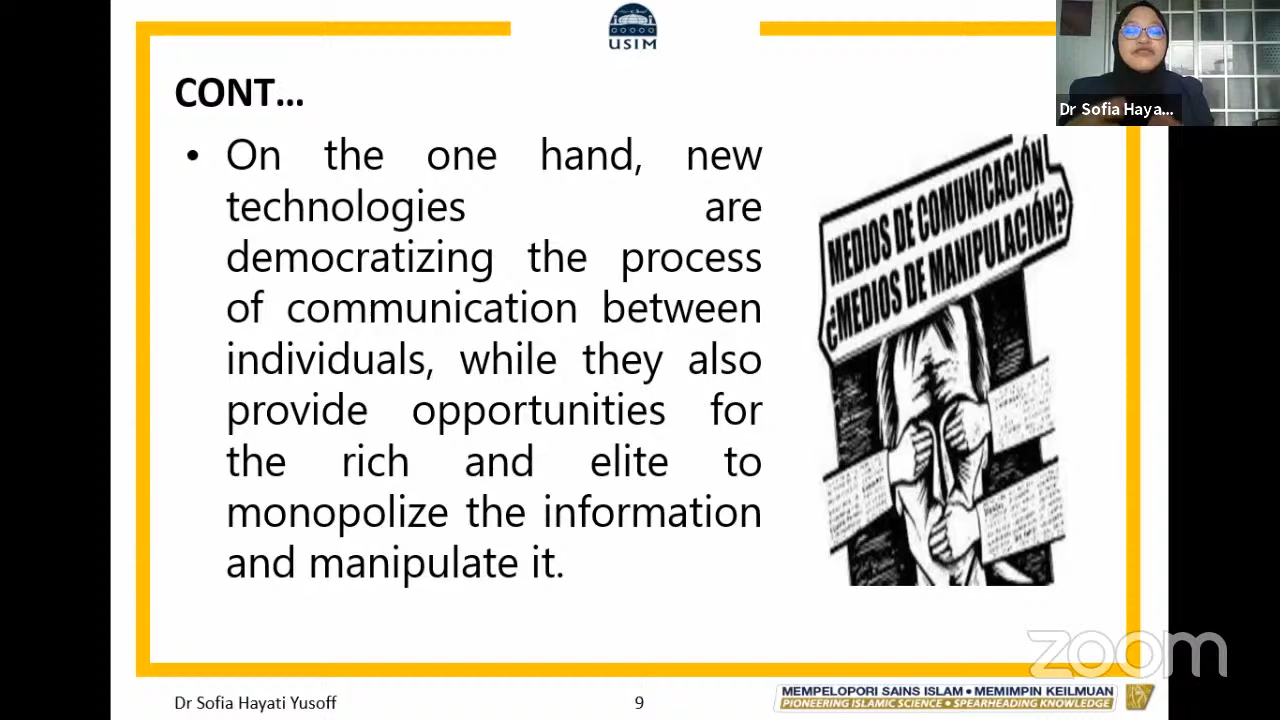 USIM
Dr Sofia Haya...
CONT...
• On the one hand, new
technologies are
democratizing the process
of communication between
individuals, while they also
provide opportunities for
the rich and elite to
monopolize the information
and manipulate it.
MEDIOS DE COMUNICACIÓN
¿MEDIOS DE MANIPULACIÓN?
zoom
Dr Sofia Hayati Yusoff
9
MEMPELOPORI SAINS ISLAM • MEMIMPIN KEILMUAN
PIONEERING ISLAMIC SCIENCE • SPEARHEADING KNOWLEDGE